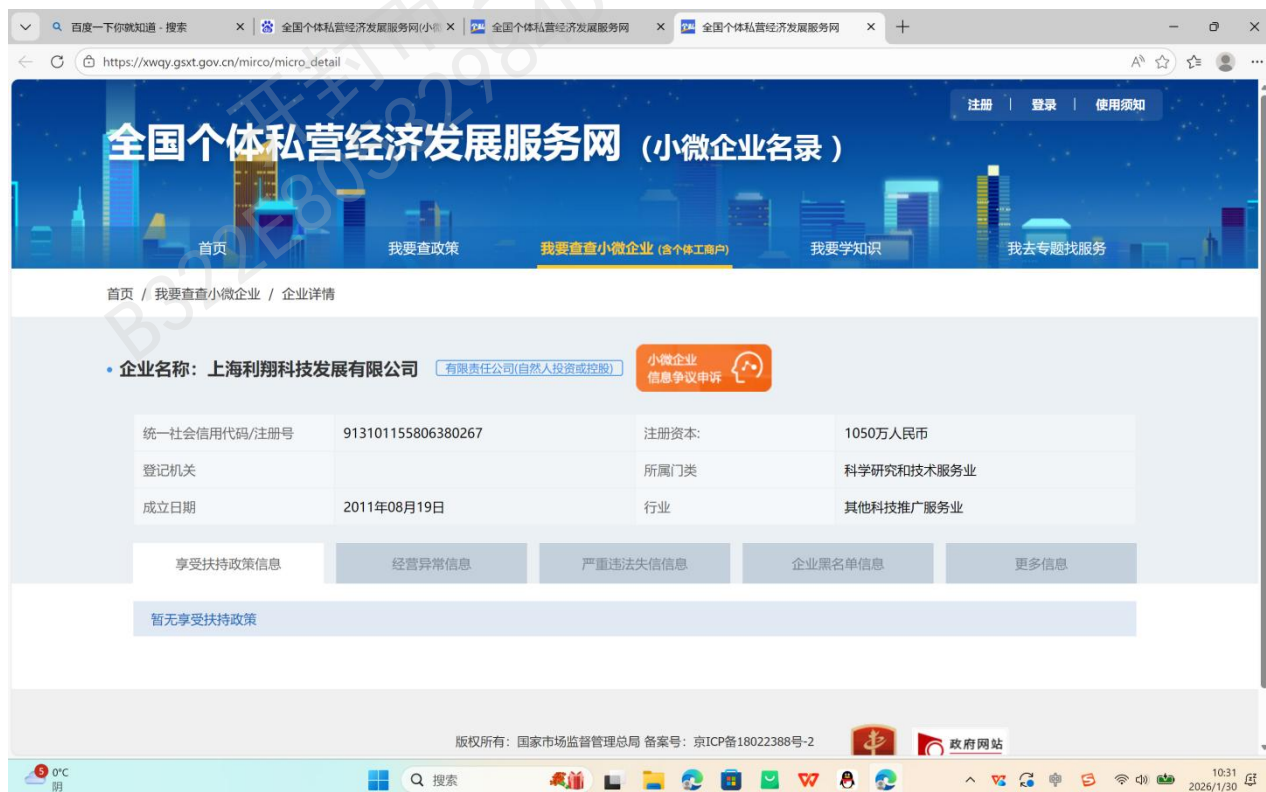 百度一下你就知道 - 搜索
全国个体私营经济发展服务网(小微
全国个体私营经济发展服务网
全国个体私营经济发展服务网
https://xwqy.gsxt.gov.cn/mirco/micro_detail
注册 | 登录 | 使用须知
全国个体私营经济发展服务网 (小微企业名录)
首页 我要查政策 我要查查小微企业 (含个体工商户) 我要学知识 我去专题找服务
首页 / 我要查查小微企业 / 企业详情
• 企业名称: 上海利翔科技发展有限公司 有限责任公司(自然人投资或控股) 小微企业
信息争议申诉
统一社会信用代码/注册号 913101155806380267 注册资本: 1050万人民币
登记机关 所属门类 科学研究和技术服务业
成立日期 2011年08月19日 行业 其他科技推广服务业
享受扶持政策信息 经营异常信息 严重违法失信信息 企业黑名单信息 更多信息
暂无享受扶持政策
版权所有: 国家市场监督管理总局 备案号: 京ICP备18022388号-2 政府网站
5 0°C
阴
搜索
10:31
2026/1/30